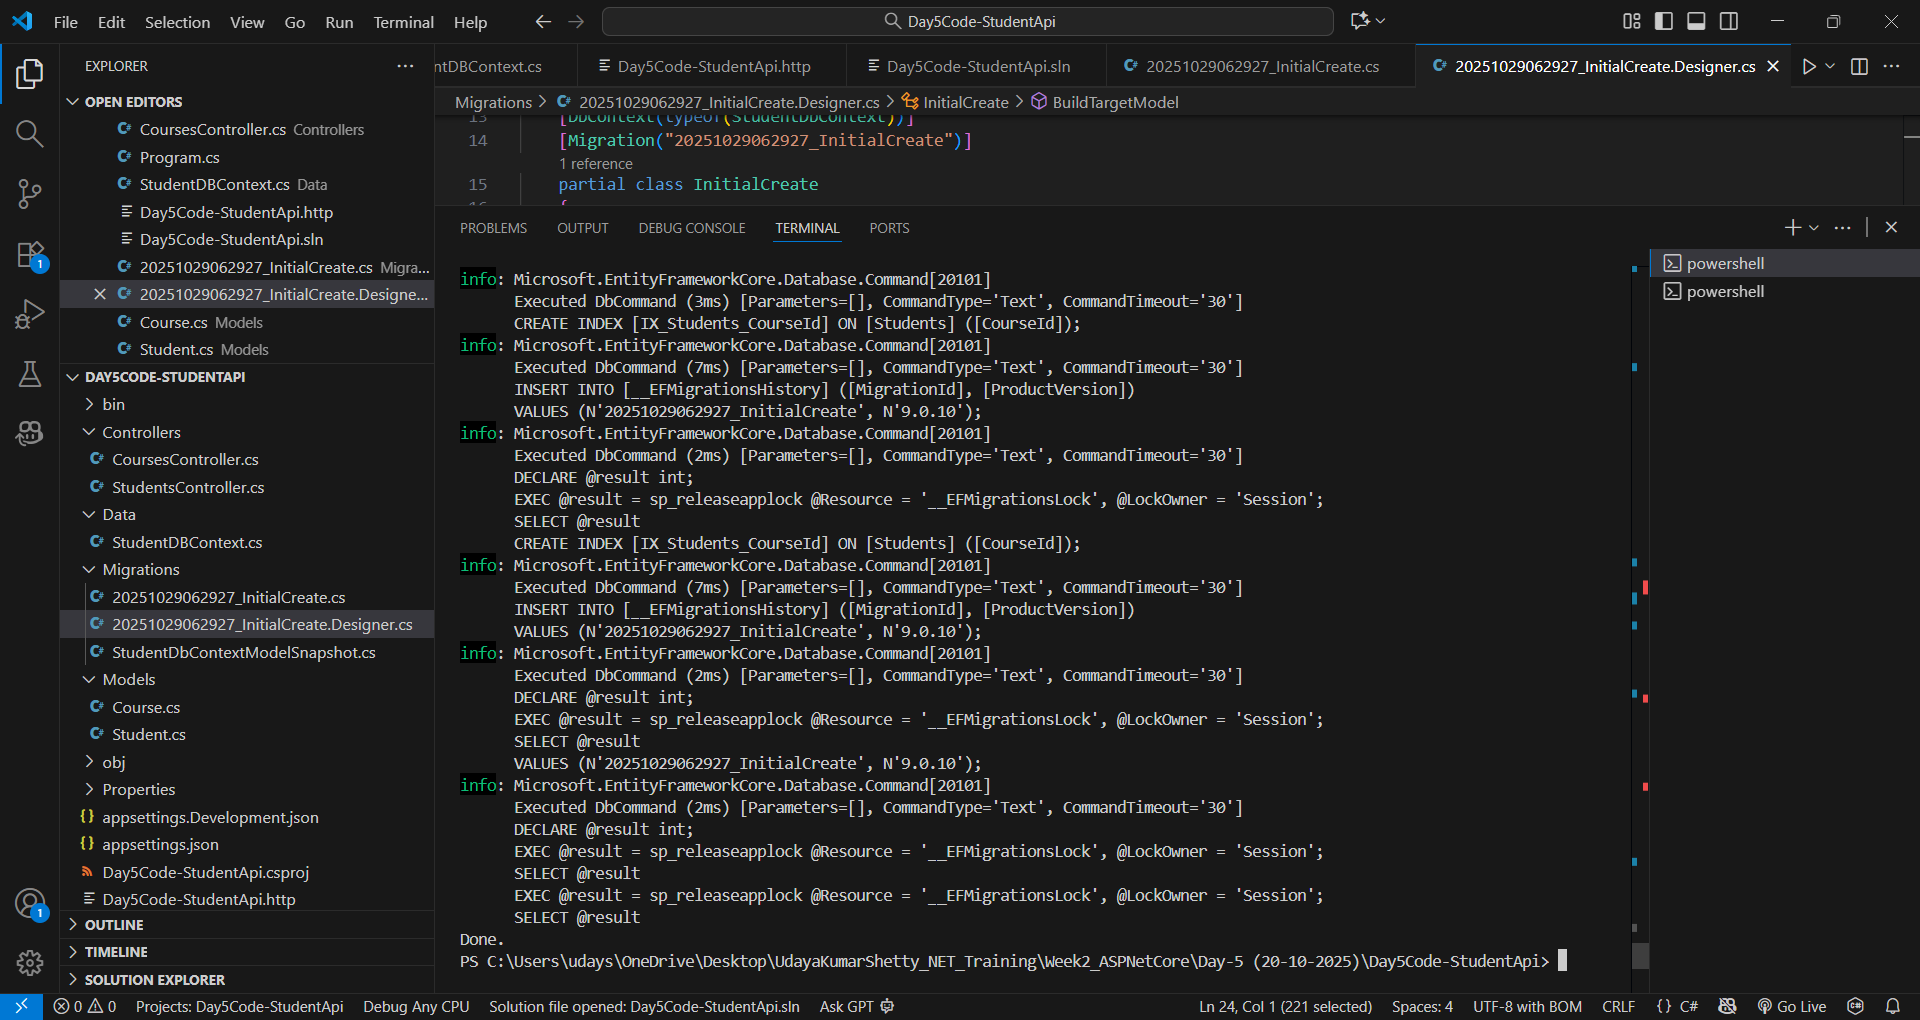 File Edit Selection View Go Run Terminal Help
Day5Code-StudentApi
EXPLORER
OPEN EDITORS
CoursesController.cs Controllers
Program.cs
StudentDBContext.cs Data
Day5Code-StudentApi.http
Day5Code-StudentApi.sln
20251029062927_InitialCreate.cs Migra...
20251029062927_InitialCreate.Designe...
Course.cs Models
Student.cs Models
DAY5CODE-STUDENTAPI
bin
Controllers
CoursesController.cs
StudentsController.cs
Data
StudentDBContext.cs
Migrations
20251029062927_InitialCreate.cs
20251029062927_InitialCreate.Designer.cs
StudentDbContextModelSnapshot.cs
Models
Course.cs
Student.cs
obj
Properties
appsettings.Development.json
appsettings.json
Day5Code-StudentApi.csproj
Day5Code-StudentApi.http
OUTLINE
TIMELINE
SOLUTION EXPLORER
1
1
ntDBContext.cs Day5Code-StudentApi.http Day5Code-StudentApi.sln 20251029062927_InitialCreate.cs 20251029062927_InitialCreate.Designer.cs
Migrations > 20251029062927_InitialCreate.Designer.cs > InitialCreate > BuildTargetModel
13 [DbContext(typeof(StudentDbContext))]
14 [Migration("20251029062927_InitialCreate")]
1 reference
15 partial class InitialCreate
PROBLEMS OUTPUT DEBUG CONSOLE TERMINAL PORTS
powershell
powershell
info: Microsoft.EntityFrameworkCore.Database.Command[20101]
Executed DbCommand (3ms) [Parameters=[], CommandType='Text', CommandTimeout='30']
CREATE INDEX [IX_Students_CourseId] ON [Students] ([CourseId]);
info: Microsoft.EntityFrameworkCore.Database.Command[20101]
Executed DbCommand (7ms) [Parameters=[], CommandType='Text', CommandTimeout='30']
INSERT INTO [__EFMigrationsHistory] ([MigrationId], [ProductVersion])
VALUES (N'20251029062927_InitialCreate', N'9.0.10');
info: Microsoft.EntityFrameworkCore.Database.Command[20101]
Executed DbCommand (2ms) [Parameters=[], CommandType='Text', CommandTimeout='30']
DECLARE @result int;
EXEC @result = sp_releaseapplock @Resource = '__EFMigrationsLock', @LockOwner = 'Session';
SELECT @result
CREATE INDEX [IX_Students_CourseId] ON [Students] ([CourseId]);
info: Microsoft.EntityFrameworkCore.Database.Command[20101]
Executed DbCommand (7ms) [Parameters=[], CommandType='Text', CommandTimeout='30']
INSERT INTO [__EFMigrationsHistory] ([MigrationId], [ProductVersion])
VALUES (N'20251029062927_InitialCreate', N'9.0.10');
info: Microsoft.EntityFrameworkCore.Database.Command[20101]
Executed DbCommand (2ms) [Parameters=[], CommandType='Text', CommandTimeout='30']
DECLARE @result int;
EXEC @result = sp_releaseapplock @Resource = '__EFMigrationsLock', @LockOwner = 'Session';
SELECT @result
VALUES (N'20251029062927_InitialCreate', N'9.0.10');
info: Microsoft.EntityFrameworkCore.Database.Command[20101]
Executed DbCommand (2ms) [Parameters=[], CommandType='Text', CommandTimeout='30']
DECLARE @result int;
EXEC @result = sp_releaseapplock @Resource = '__EFMigrationsLock', @LockOwner = 'Session';
SELECT @result
EXEC @result = sp_releaseapplock @Resource = '__EFMigrationsLock', @LockOwner = 'Session';
SELECT @result
Done.
PS C:\Users\udays\OneDrive\Desktop\UdayaKumarShetty_NET_Training\Week2_ASPNetCore\Day-5 (20-10-2025)\Day5Code-StudentApi>
0 0 Projects: Day5Code-StudentApi Debug Any CPU Solution file opened: Day5Code-StudentApi.sln Ask GPT Ln 24, Col 1 (221 selected) Spaces: 4 UTF-8 with BOM CRLF {} C# Go Live